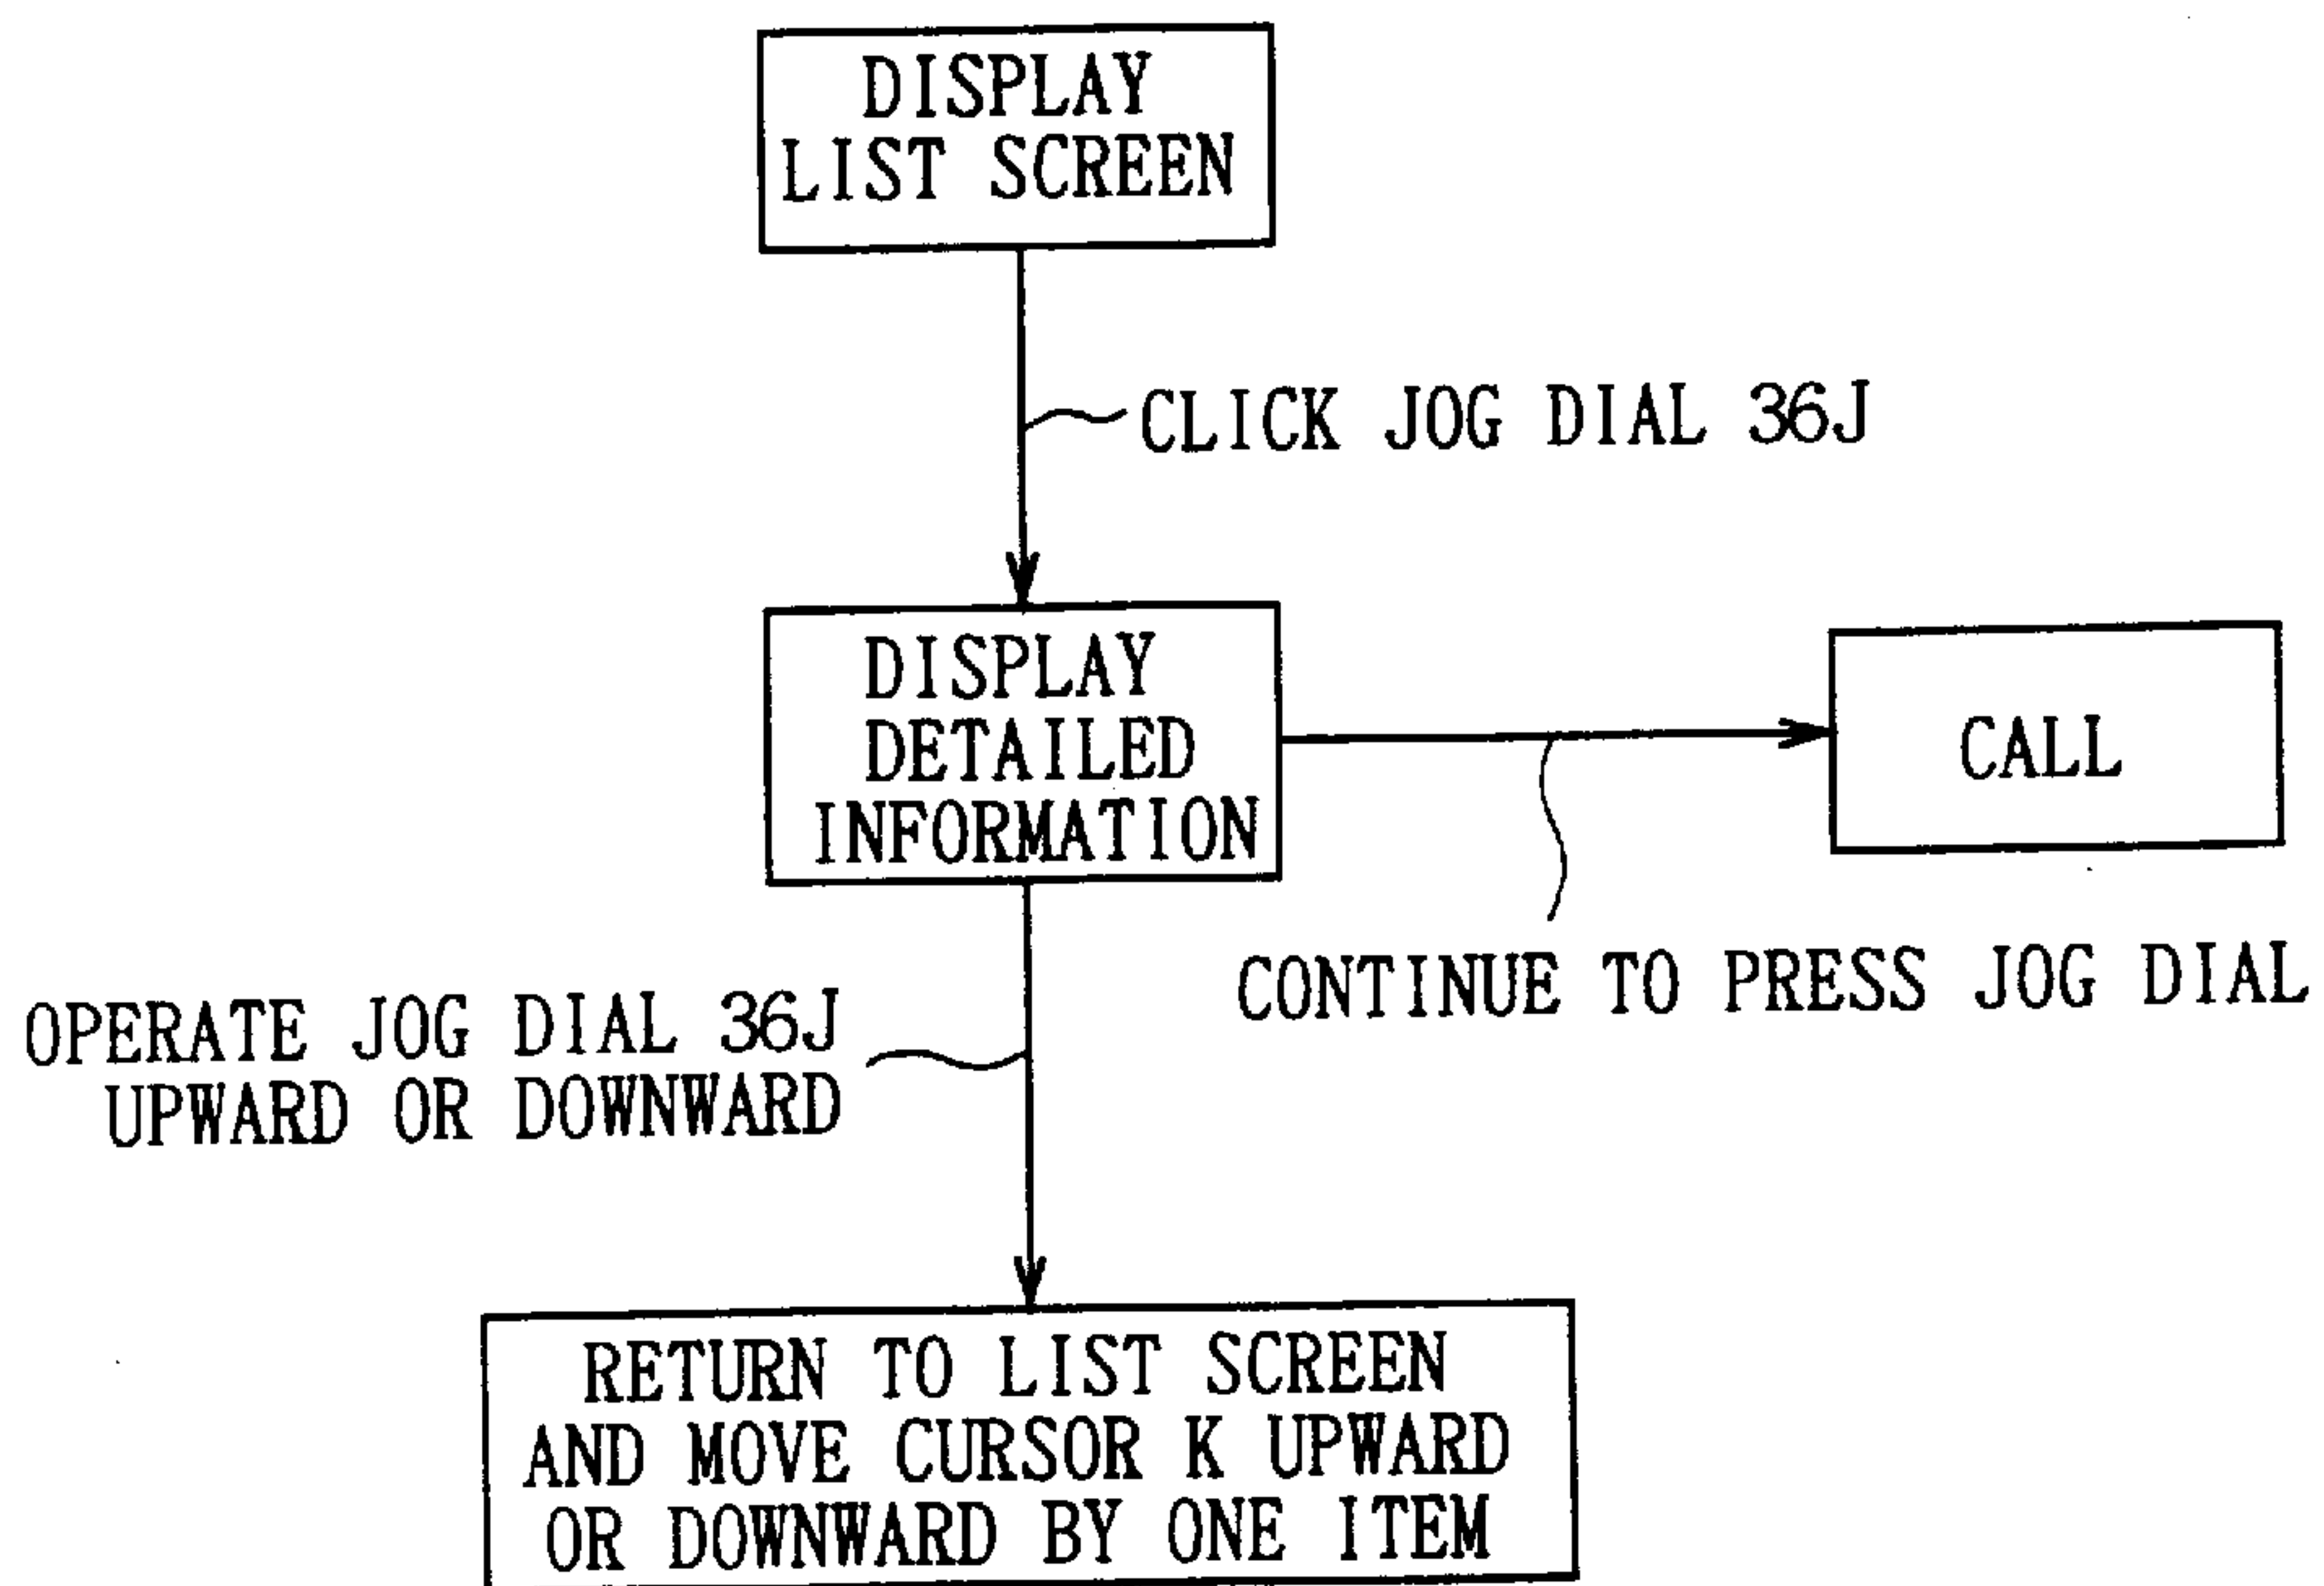 DISPLAY
LIST SCREEN
CLICK JOG DIAL 36J
DISPLAY
DETAILED
INFORMATION
CALL
CONTINUE TO PRESS JOG DIAL
OPERATE JOG DIAL 36J
UPWARD OR DOWNWARD
RETURN TO LIST SCREEN
AND MOVE CURSOR K UPWARD
OR DOWNWARD BY ONE ITEM